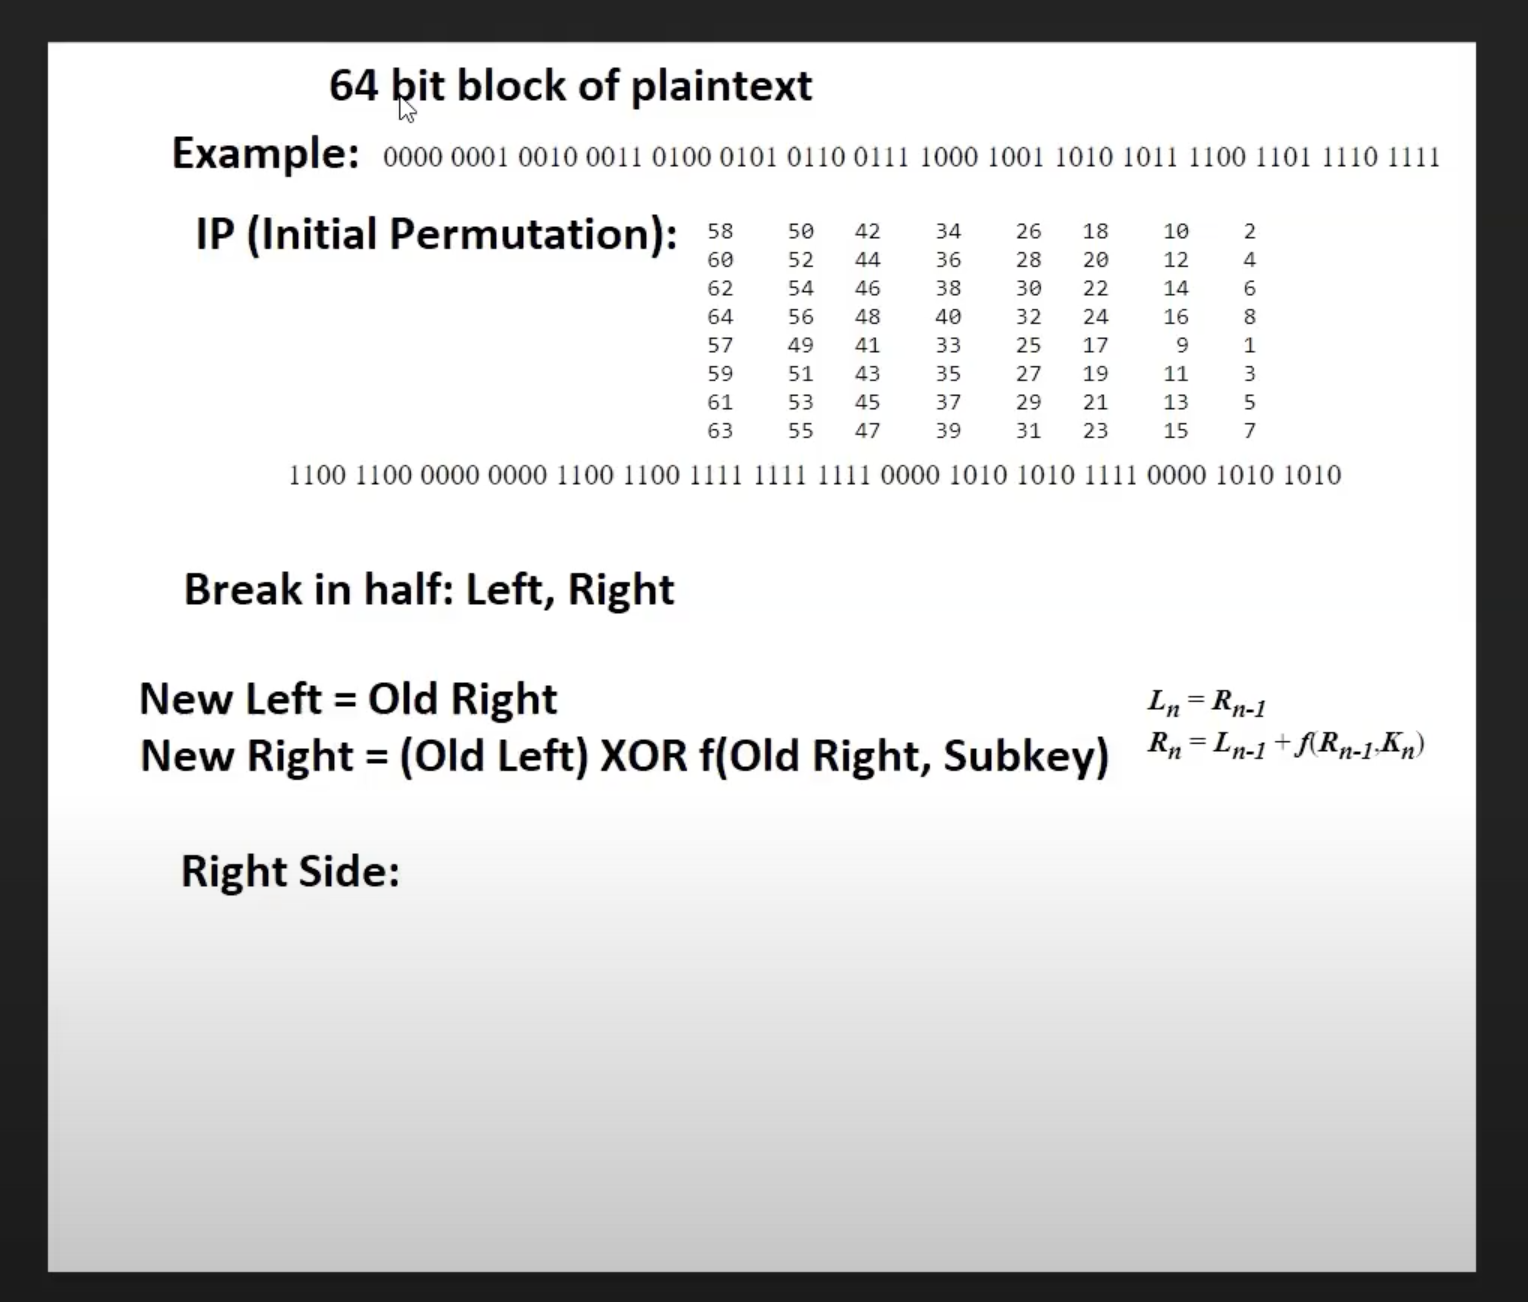 64 bit block of plaintext
Example: 0000 0001 0010 0011 0100 0101 0110 0111 1000 1001 1010 1011 1100 1101 1110 1111
IP (Initial Permutation): 58 50 42 34 26 18 10 2
60 52 44 36 28 20 12 4
62 54 46 38 30 22 14 6
64 56 48 40 32 24 16 8
57 49 41 33 25 17 9 1
59 51 43 35 27 19 11 3
61 53 45 37 29 21 13 5
63 55 47 39 31 23 15 7
1100 1100 0000 0000 1100 1100 1111 1111 1111 0000 1010 1010 1111 0000 1010 1010
Break in half: Left, Right
New Left = Old Right
New Right = (Old Left) XOR f(Old Right, Subkey)
Ln = Rn-1
Rn = Ln-1 + f(Rn-1,Kn)
Right Side: